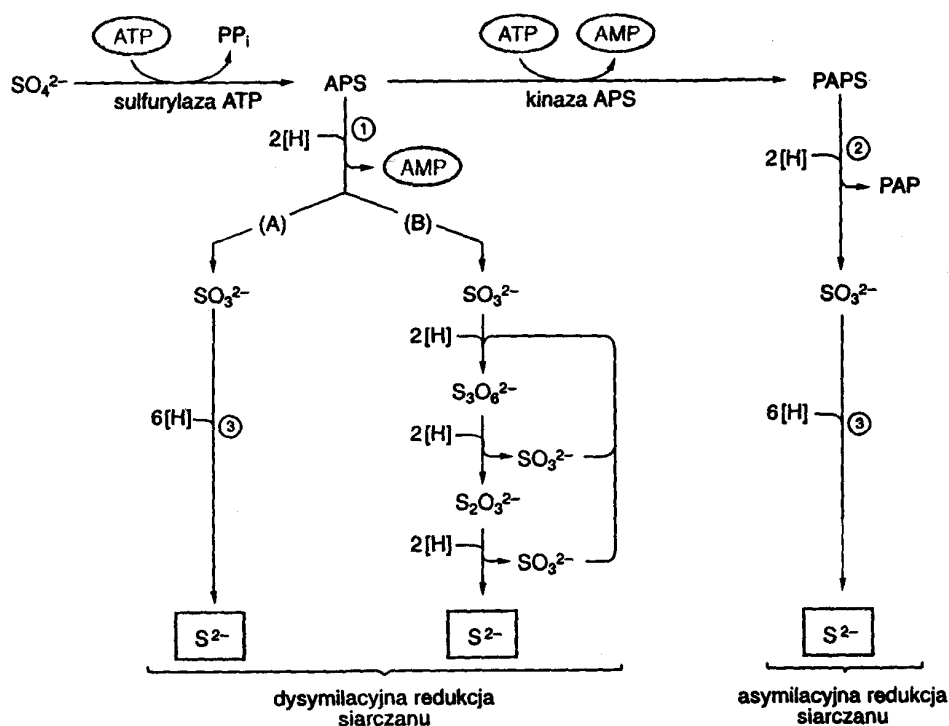 ATP PPᵢ ATP AMP
SO₄²⁻ sulfurylaza ATP APS kinaza APS PAPS
2[H] ① AMP 2[H] ② PAP
(A) (B)
SO₃²⁻ SO₃²⁻ SO₃²⁻
2[H]
S₃O₆²⁻
6[H] ③ 2[H] SO₃²⁻ 6[H] ③
S₂O₃²⁻
2[H] SO₃²⁻
S²⁻ S²⁻ S²⁻
dysymilacyjna redukcja
siarczanu
asymilacyjna redukcja
siarczanu